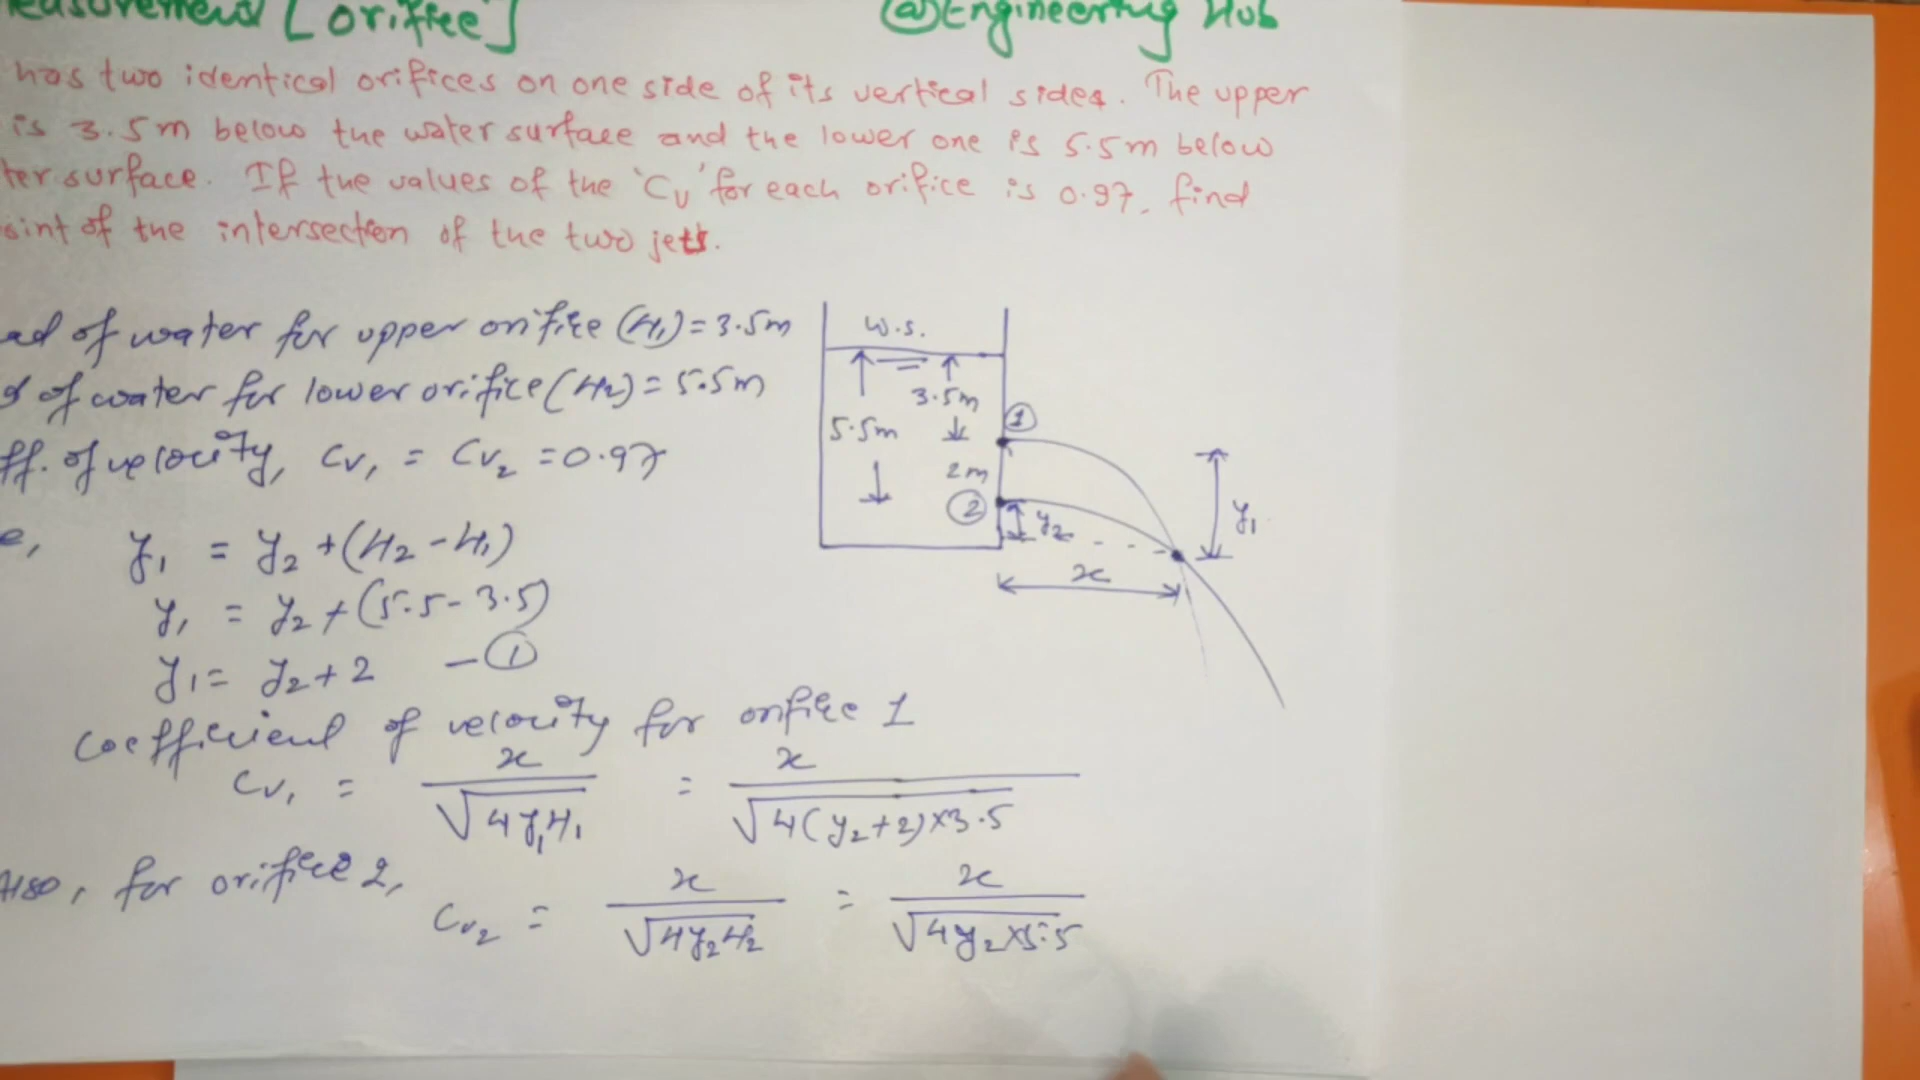 [Orifice] @Engineering Hub
has two identical orifices on one side of its vertical sides. The upper
is 3.5m below the water surface and the lower one is 5.5m below
surface. If the values of the 'Cv' for each orifice is 0.97, find
of the intersection of the two jets.
of water for upper orifice (H1) = 3.5m
of water for lower orifice (H2) = 5.5m
of velocity, Cv1 = Cv2 = 0.97
y1 = y2 + (H2 - H1)
y1 = y2 + (5.5 - 3.5)
y1 = y2 + 2 - ①
Coefficient of velocity for orifice 1
Cv1 = x / √4y1H1 = x / √4(y2+2)×3.5
Also, for orifice 2,
Cv2 = x / √4y2H2 = x / √4y2×5.5
W.S.
3.5m
①
5.5m
2m
②
y2
y1
x